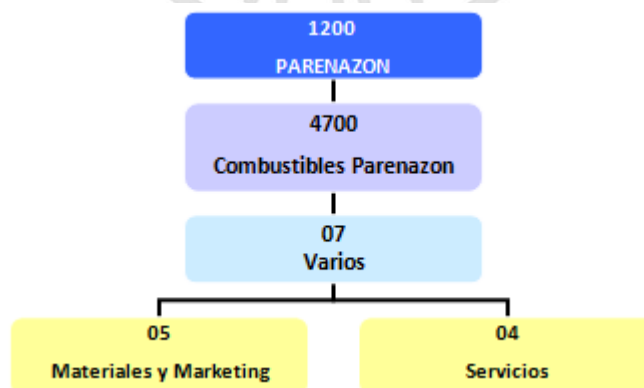 1200
PARENAZON
4700
Combustibles Parenazon
07
Varios
05
Materiales y Marketing
04
Servicios